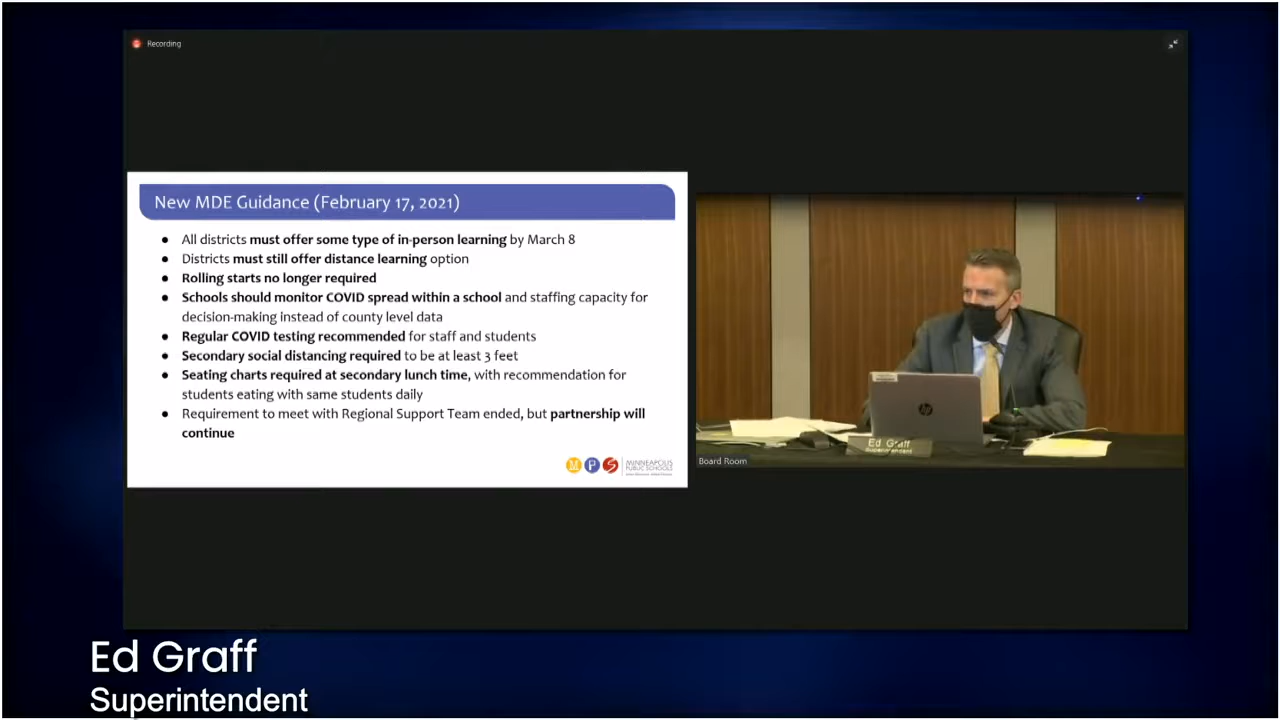 Recording
New MDE Guidance (February 17, 2021)
● All districts must offer some type of in-person learning by March 8
● Districts must still offer distance learning option
● Rolling starts no longer required
● Schools should monitor COVID spread within a school and staffing capacity for
decision-making instead of county level data
● Regular COVID testing recommended for staff and students
● Secondary social distancing required to be at least 3 feet
● Seating charts required at secondary lunch time, with recommendation for
students eating with same students daily
● Requirement to meet with Regional Support Team ended, but partnership will
continue
M P S
MINNEAPOLIS
PUBLIC SCHOOLS
hp
Ed Graff
Superintendent
Board Room
Ed Graff
Superintendent